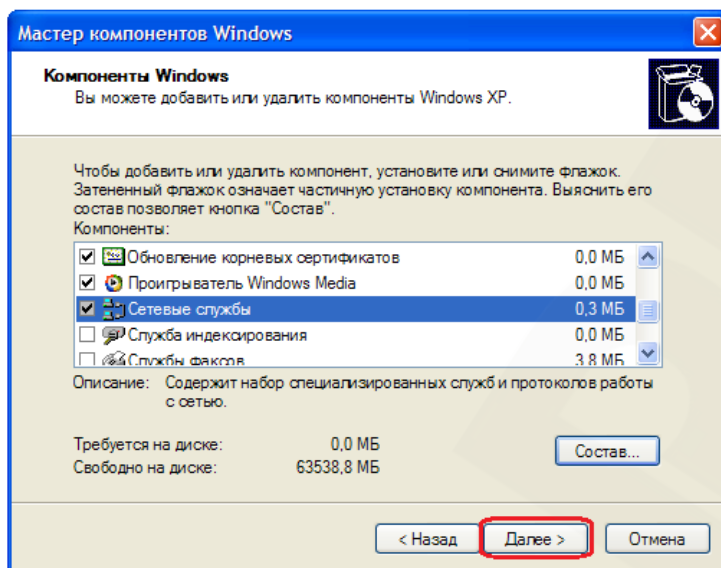 Мастер компонентов Windows
Компоненты Windows
Вы можете добавить или удалить компоненты Windows XP.
Чтобы добавить или удалить компонент, установите или снимите флажок.
Затененный флажок означает частичную установку компонента. Выяснить его
состав позволяет кнопка "Состав".
Компоненты:
Обновление корневых сертификатов 0,0 МБ
Проигрыватель Windows Media 0,0 МБ
Сетевые службы 0,3 МБ
Служба индексирования 0,0 МБ
Службы факсов 3,8 МБ
Описание: Содержит набор специализированных служб и протоколов работы
с сетью.
Требуется на диске: 0,0 МБ
Свободно на диске: 63538,8 МБ
Состав...
< Назад Далее > Отмена